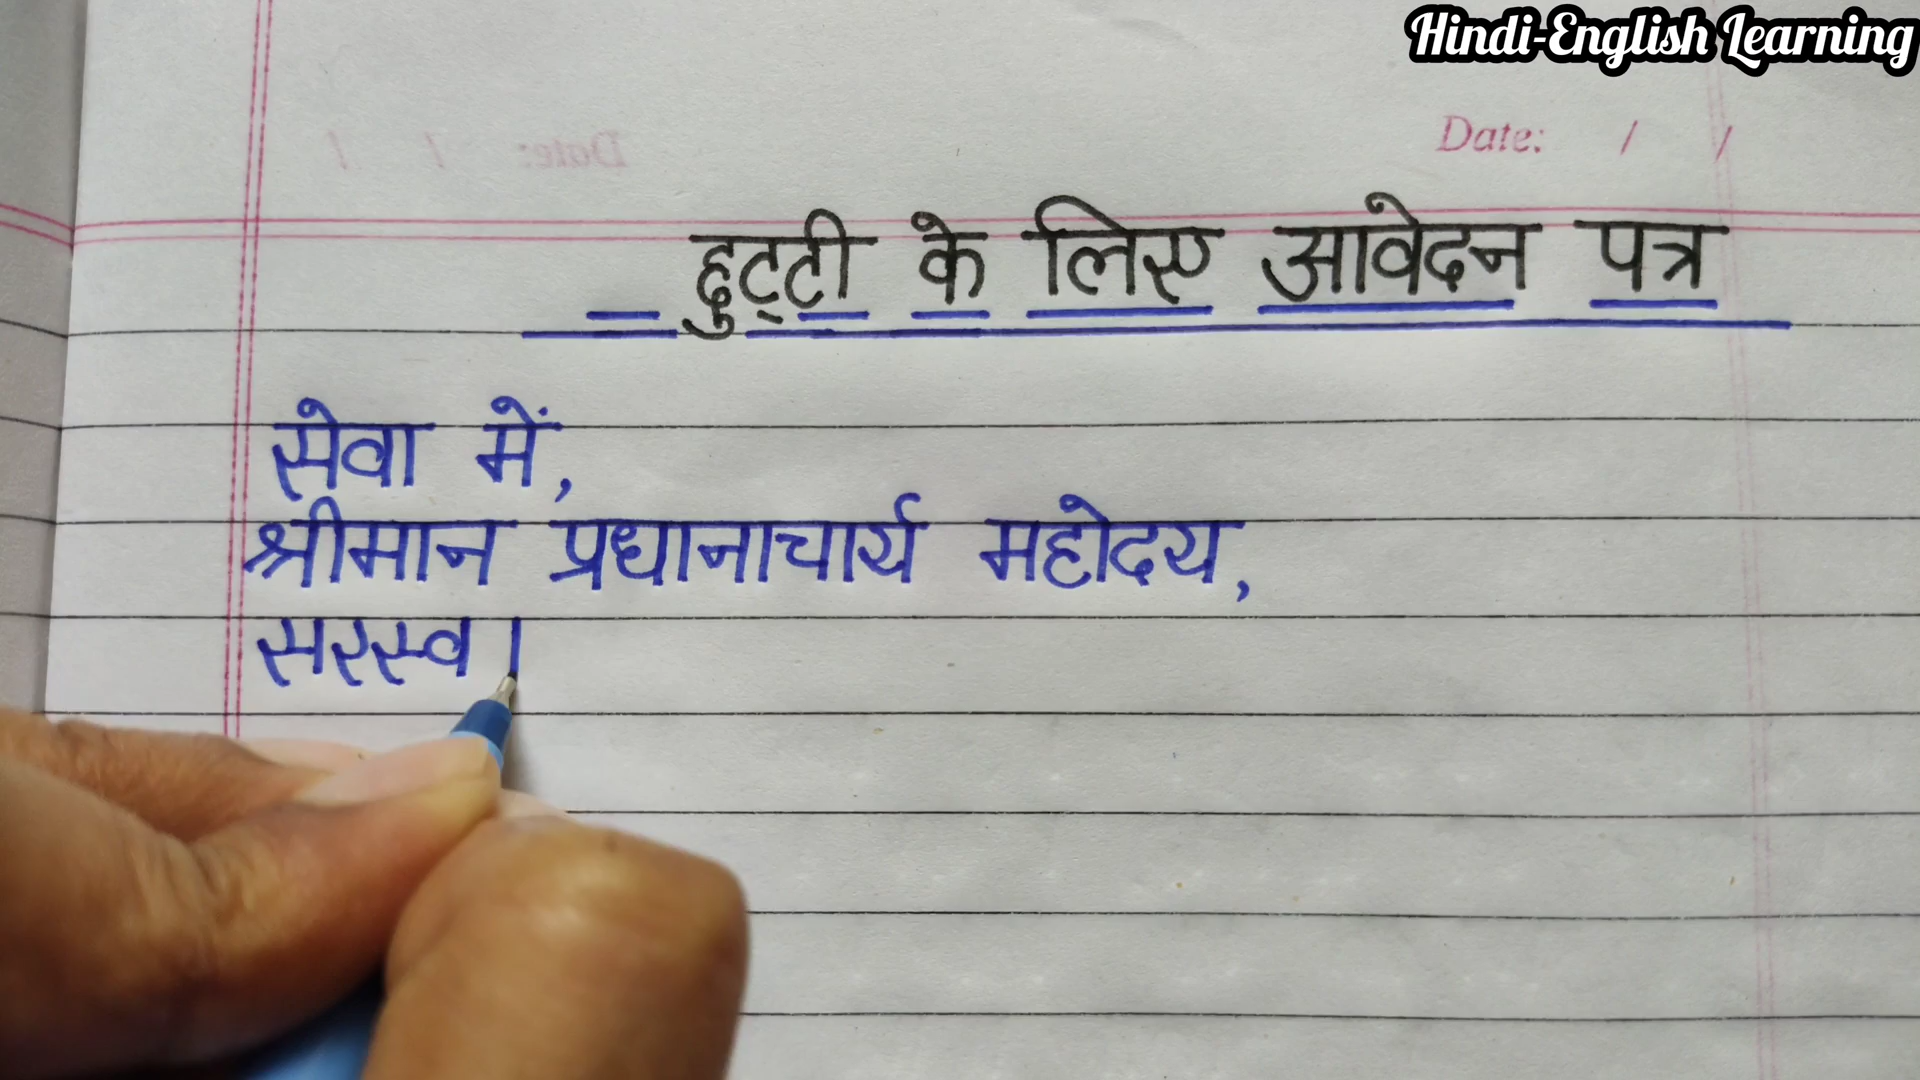 Hindi-English Learning
Date: / /
छुट्टी के लिए आवेदन पत्र
सेवा में,
श्रीमान प्रधानाचार्य महोदय,
सरस्व